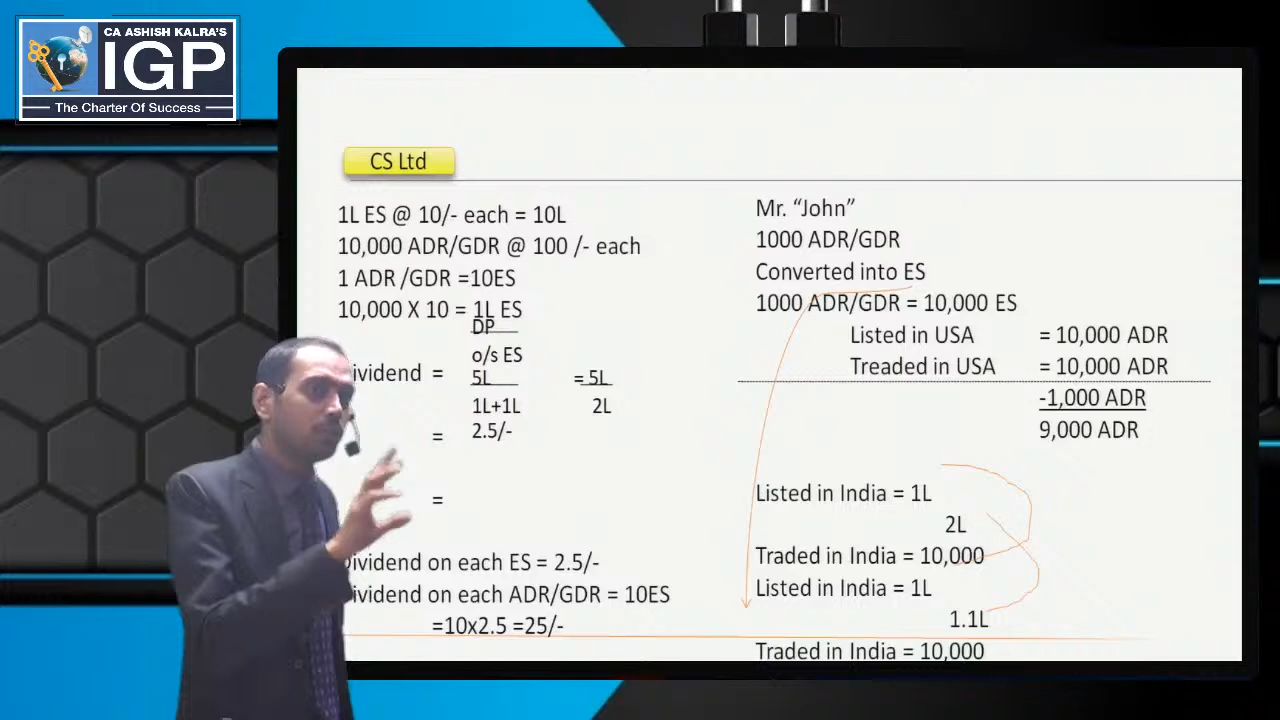 CA ASHISH KALRA'S
IGP
The Charter Of Success
CS Ltd
1L ES @ 10/- each = 10L
10,000 ADR/GDR @ 100 /- each
1 ADR /GDR =10ES
10,000 X 10 = 1L ES
DP
o/s ES
ividend =
5L
= 5L
1L+1L
2L
=
2.5/-
=
ividend on each ES = 2.5/-
ividend on each ADR/GDR = 10ES
=10x2.5 =25/-
Mr. “John”
1000 ADR/GDR
Converted into ES
1000 ADR/GDR = 10,000 ES
Listed in USA = 10,000 ADR
Treaded in USA = 10,000 ADR
-1,000 ADR
9,000 ADR
Listed in India = 1L
2L
Traded in India = 10,000
Listed in India = 1L
1.1L
Traded in India = 10,000